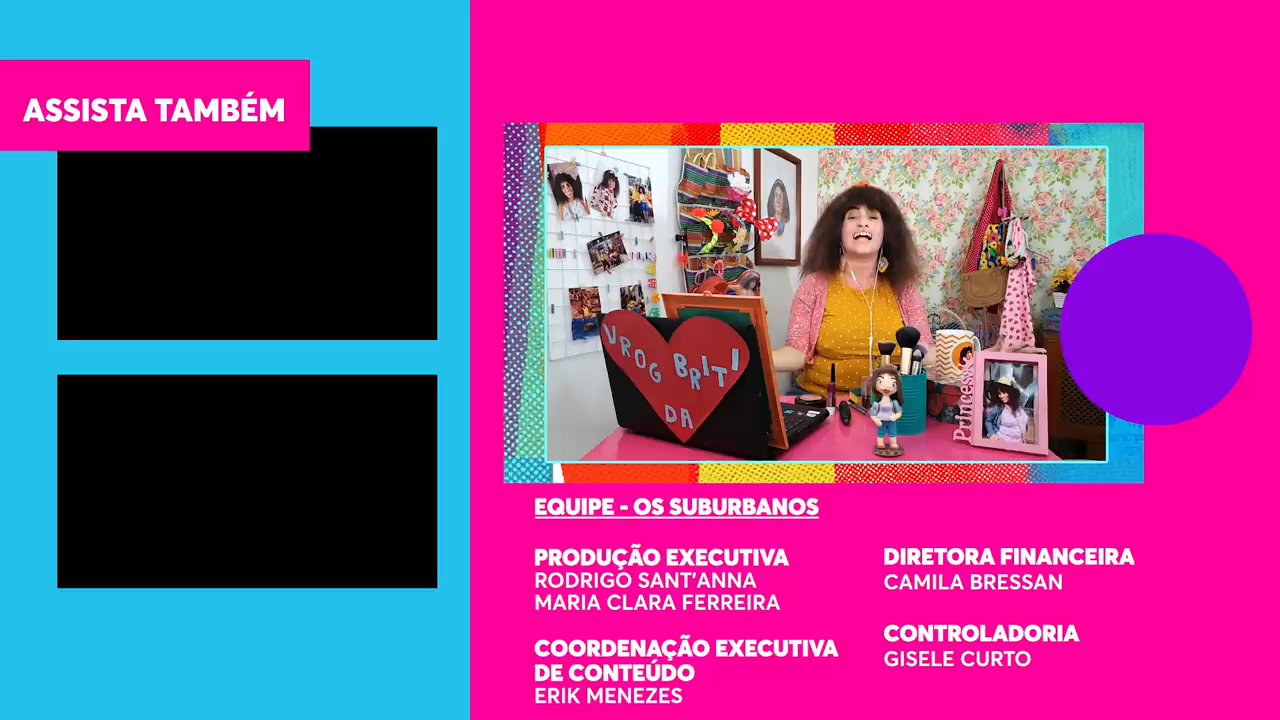 ASSISTA TAMBÉM
VROG BRITI
DA
Princess
EQUIPE - OS SUBURBANOS
PRODUÇÃO EXECUTIVA
RODRIGO SANT'ANNA
MARIA CLARA FERREIRA
COORDENAÇÃO EXECUTIVA
DE CONTEÚDO
ERIK MENEZES
DIRETORA FINANCEIRA
CAMILA BRESSAN
CONTROLADORIA
GISELE CURTO